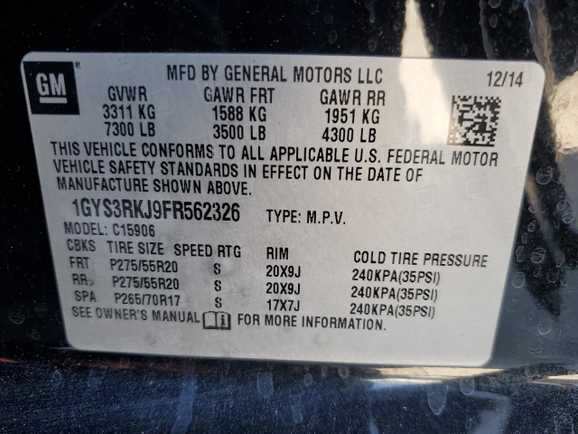 GM
MFD BY GENERAL MOTORS LLC 12/14
GVWR GAWR FRT GAWR RR
3311 KG 1588 KG 1951 KG
7300 LB 3500 LB 4300 LB
THIS VEHICLE CONFORMS TO ALL APPLICABLE U.S. FEDERAL MOTOR
VEHICLE SAFETY STANDARDS IN EFFECT ON THE DATE OF
MANUFACTURE SHOWN ABOVE.
1GYS3RKJ9FR562326 TYPE: M.P.V.
MODEL: C15906
CBKS TIRE SIZE SPEED RTG RIM COLD TIRE PRESSURE
FRT P275/55R20 S 20X9J 240KPA(35PSI)
RR P275/55R20 S 20X9J 240KPA(35PSI)
SPA P265/70R17 S 17X7J 240KPA(35PSI)
SEE OWNER'S MANUAL FOR MORE INFORMATION.